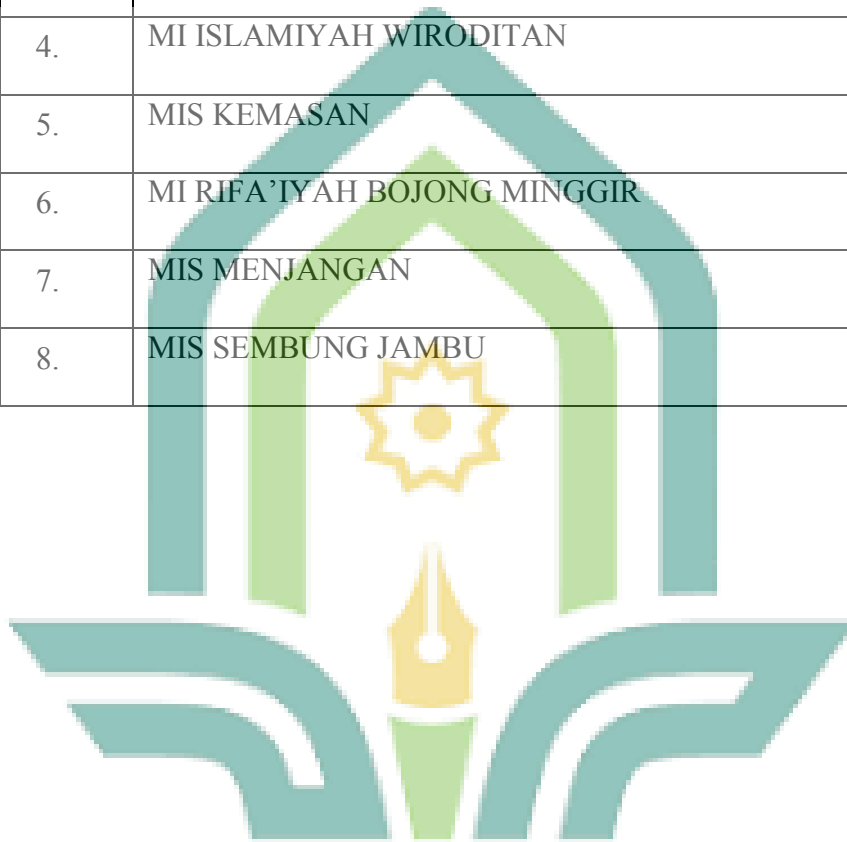 4. MI ISLAMIYAH WIRODITAN
5. MIS KEMASAN
6. MI RIFA’IYAH BOJONG MINGGIR
7. MIS MENJANGAN
8. MIS SEMBUNG JAMBU